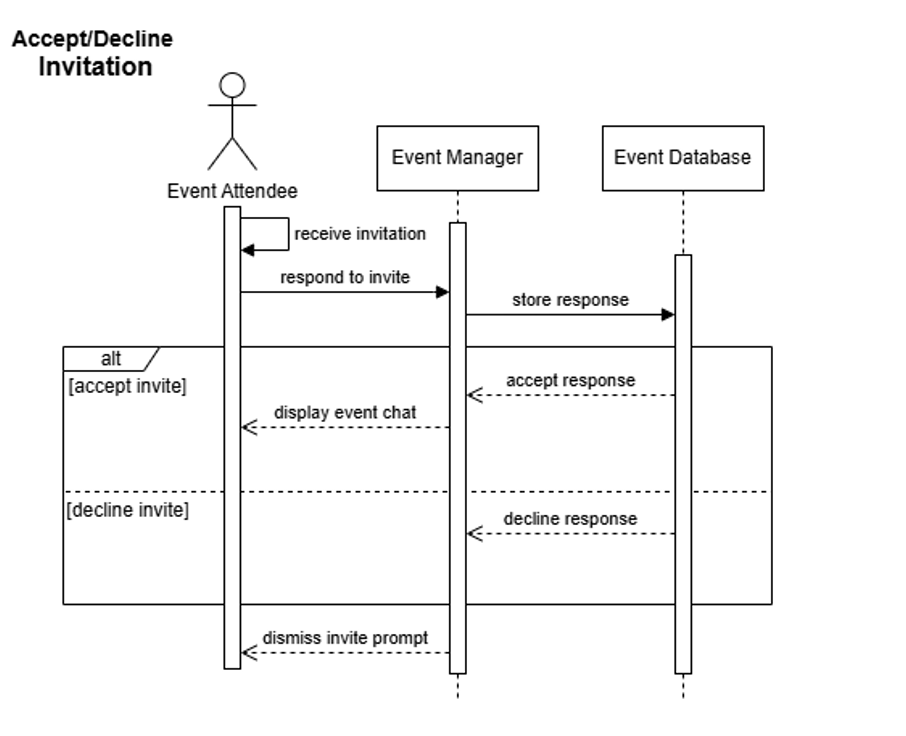 Accept/Decline
Invitation
Event Attendee
Event Manager
Event Database
receive invitation
respond to invite
store response
alt
[accept invite]
accept response
display event chat
[decline invite]
decline response
dismiss invite prompt